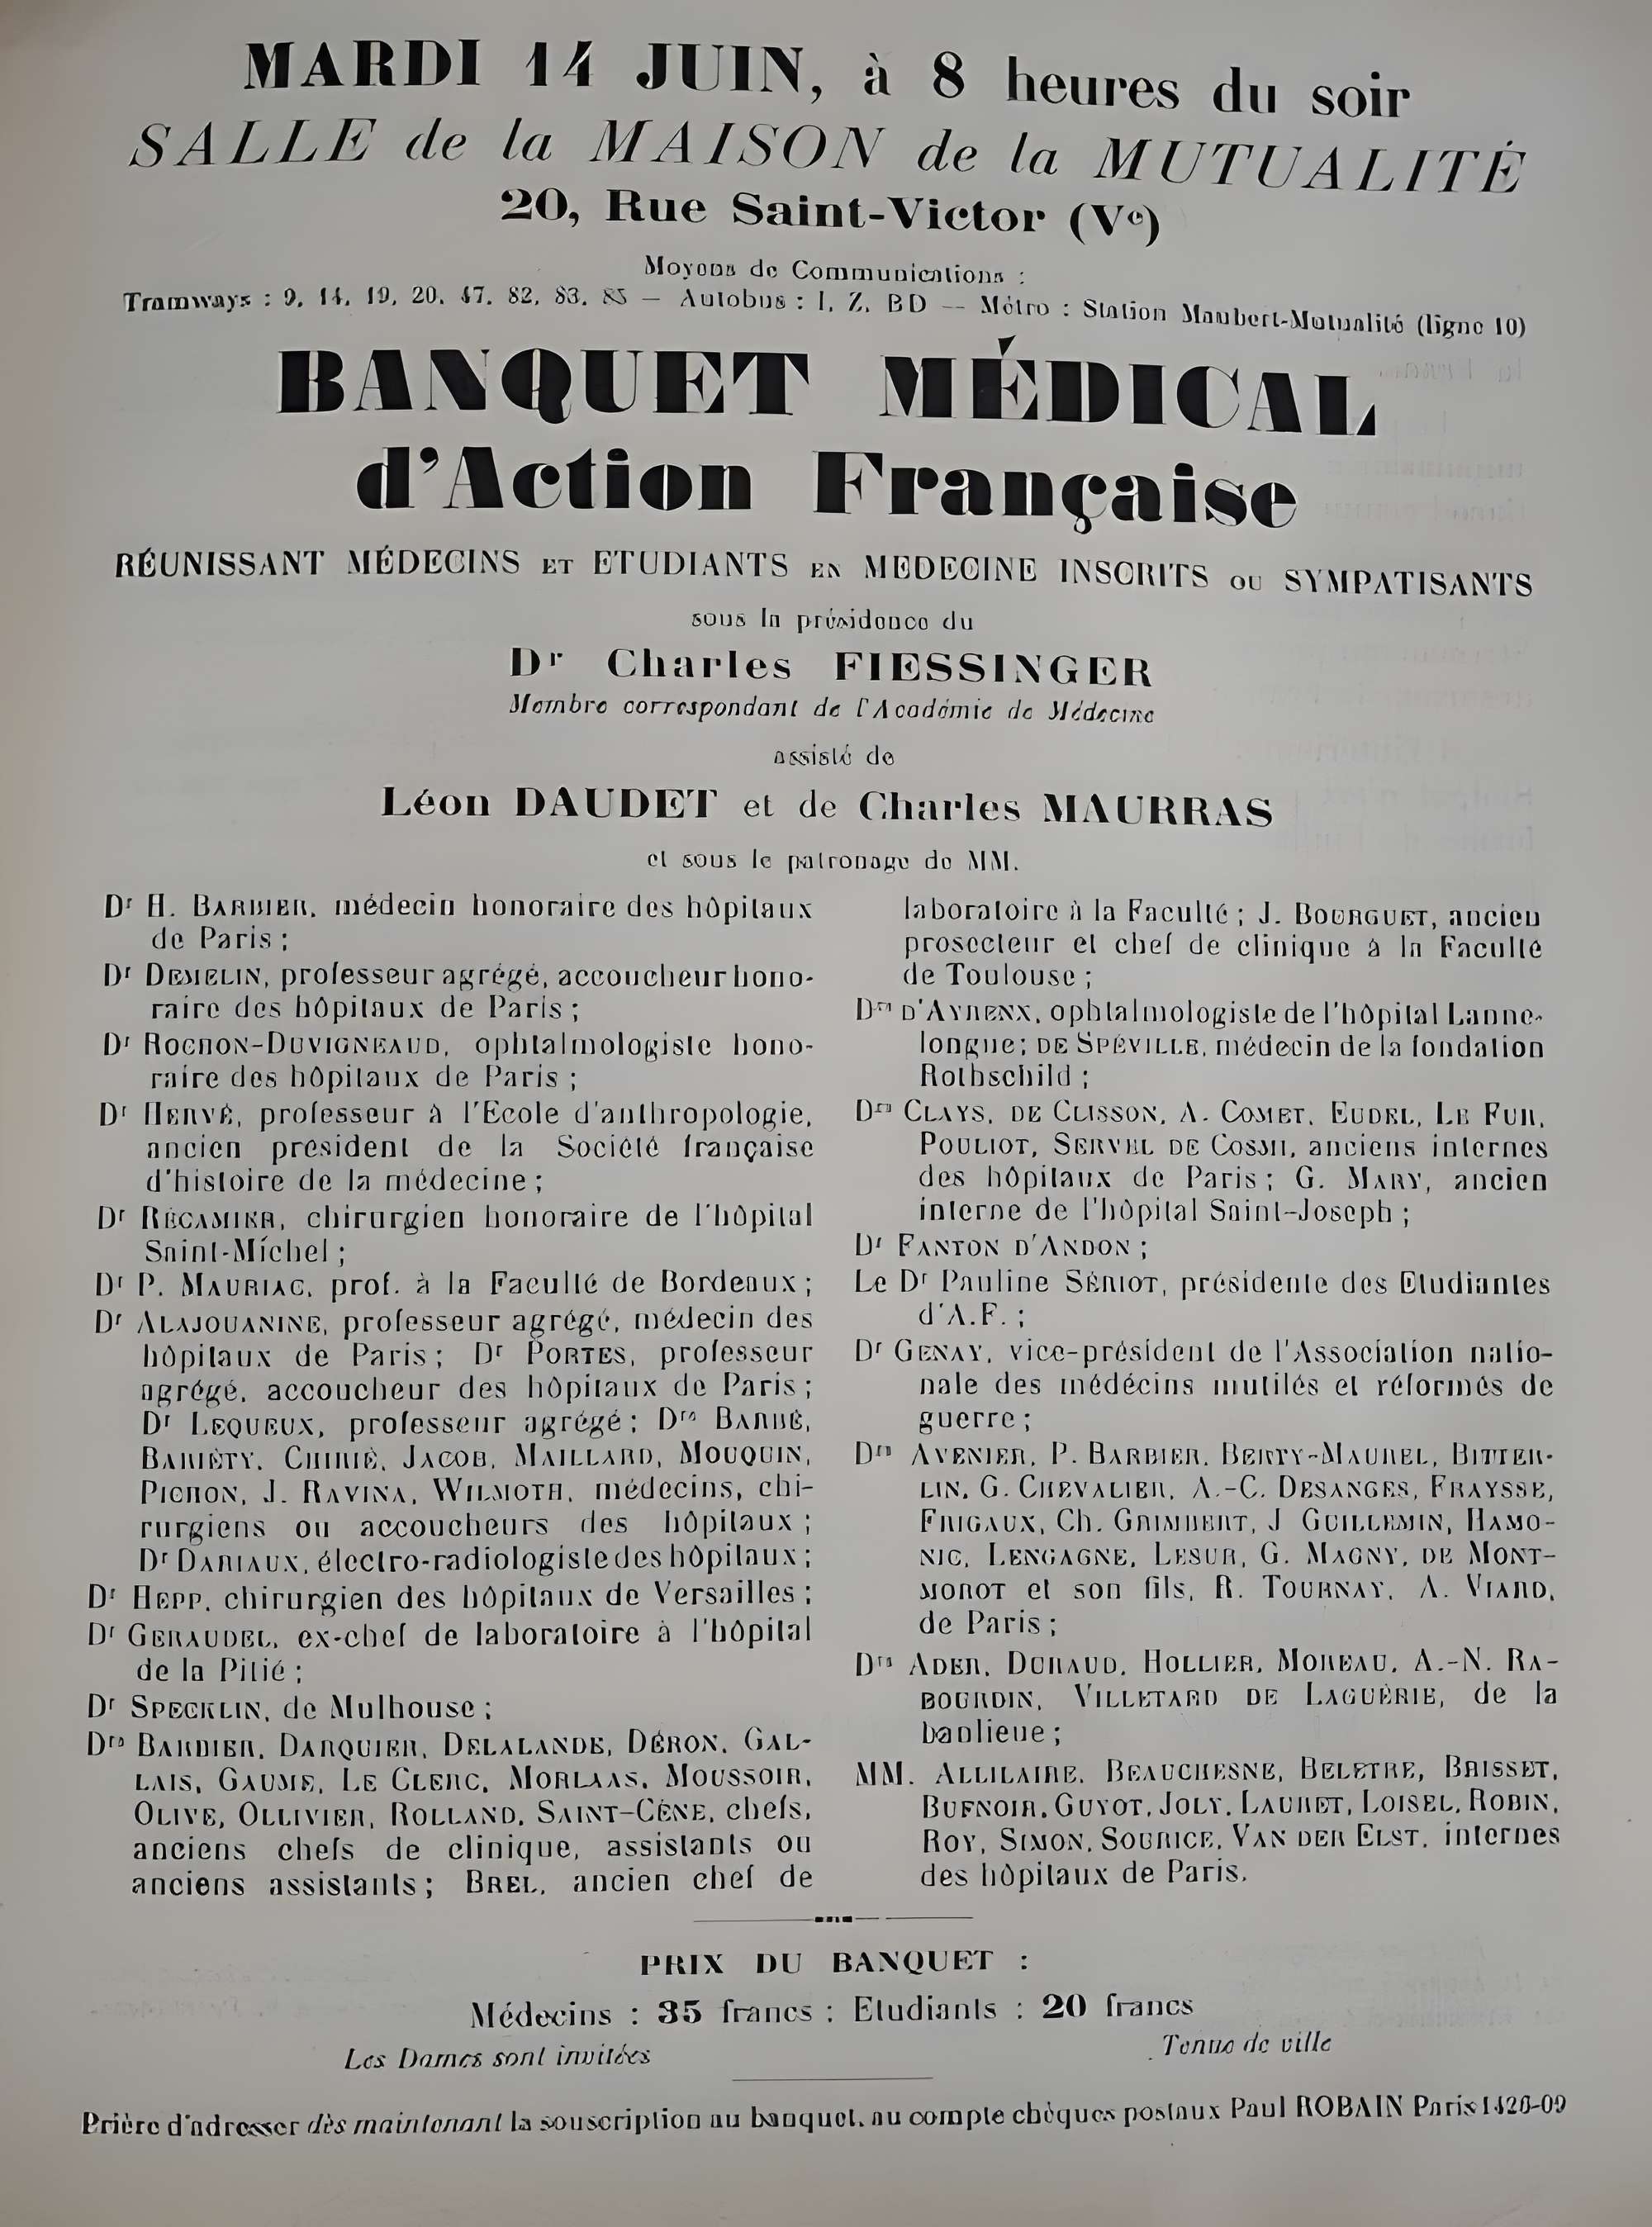 MARDI 14 JUIN, à 8 heures du soir
SALLE de la MAISON de la MUTUALITÉ
20, Rue Saint-Victor (Ve)
Moyens de Communications :
Tramways : 9, 14, 19, 20, 47, 82, 83, 85 — Autobus : I, Z, BD — Métro : Station Maubert-Mutualité (ligne 10)
BANQUET MÉDICAL
d'Action Française
RÉUNISSANT MÉDECINS ET ETUDIANTS EN MEDECINE INSCRITS OU SYMPATISANTS
sous la présidence du
Dr Charles FIESSINGER
Membre correspondant de l'Académie de Médecine
assisté de
Léon DAUDET et de Charles MAURRAS
et sous le patronage de MM.
Dr H. BARBIER, médecin honoraire des hôpitaux
de Paris ;
Dr DEMELIN, professeur agrégé, accoucheur hono-
raire des hôpitaux de Paris ;
Dr ROCHON-DUVIGNEAUD, ophtalmologiste hono-
raire des hôpitaux de Paris ;
Dr HERVÉ, professeur à l'Ecole d'anthropologie,
ancien président de la Société française
d'histoire de la médecine ;
Dr RÉCAMIER, chirurgien honoraire de l'hôpital
Saint-Michel ;
Dr P. MAURIAC, prof. à la Faculté de Bordeaux ;
Dr ALAJOUANINE, professeur agrégé, médecin des
hôpitaux de Paris ; Dr PORTES, professeur
agrégé, accoucheur des hôpitaux de Paris ;
Dr LEQUEUX, professeur agrégé ; Drs BARBÉ,
BARIÉTY, CHIRIÉ, JACOB, MAILLARD, MOUQUIN,
PICHON, J. RAVINA, WILMOTH, médecins, chi-
rurgiens ou accoucheurs des hôpitaux ;
Dr DARIAUX, électro-radiologiste des hôpitaux ;
Dr HEPP, chirurgien des hôpitaux de Versailles ;
Dr GERAUDEL, ex-chef de laboratoire à l'hôpital
de la Pitié ;
Dr SPECKLIN, de Mulhouse ;
Drs BARBIER, DARQUIER, DELALANDE, DÉRON, GAL-
LAIS, GAUME, LE CLERC, MORLAAS, MOUSSOIR,
OLIVE, OLLIVIER, ROLLAND, SAINT-CÈNE, chefs,
anciens chefs de clinique, assistants ou
anciens assistants ; BREL, ancien chef de
laboratoire à la Faculté ; J. BOURGUET, ancien
prosecteur et chef de clinique à la Faculté
de Toulouse ;
Drs D'AYRENX, ophtalmologiste de l'hôpital Lanne-
longue ; DE SPÉVILLE, médecin de la fondation
Rothschild ;
Drs CLAYS, DE CLISSON, A. COMET, EUDEL, LE FUR,
POULIOT, SERVEL DE COSMI, anciens internes
des hôpitaux de Paris ; G. MARY, ancien
interne de l'hôpital Saint-Joseph ;
Dr FANTON D'ANDON ;
Le Dr Pauline SÉRIOT, présidente des Etudiantes
d'A.F. ;
Dr GENAY, vice-président de l'Association natio-
nale des médécins mutilés et réformés de
guerre ;
Drs AVENIER, P. BARBIER, BERTY-MAUREL, BITTER-
LIN, G. CHEVALIER, A.-C. DESANGES, FRAYSSE,
FRIGAUX, Ch. GRIMBERT, J GUILLEMIN, HAMO-
NIC, LENGAGNE, LESUR, G. MAGNY, DE MONT-
MOROT et son fils, R. TOURNAY, A. VIARD,
de Paris ;
Drs ADER, DURAUD, HOLLIER, MOREAU, A.-N. RA-
BOURDIN, VILLETARD DE LAGUÉRIE, de la
banlieue ;
MM. ALLILAIRE, BEAUCHESNE, BELETRE, BRISSET,
BUFNOIR, GUYOT, JOLY, LAURET, LOISEL, ROBIN,
ROY, SIMON, SOURICE, VAN DER ELST, internes
des hôpitaux de Paris.
PRIX DU BANQUET :
Médecins : 35 francs ; Etudiants : 20 francs
Les Dames sont invitées Tenue de ville
Prière d'adresser dès maintenant la souscription au banquet, au compte chèques postaux Paul ROBAIN Paris 1426-09